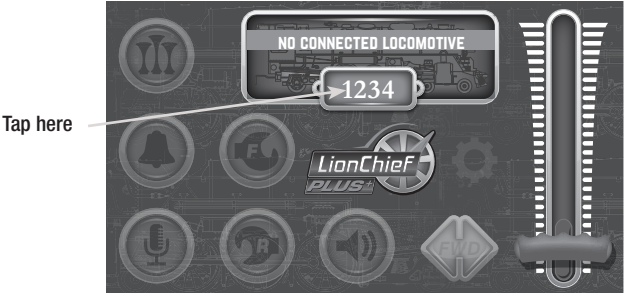 NO CONNECTED LOCOMOTIVE
1234
Tap here
F
LionChief
PLUS+
R
FWD